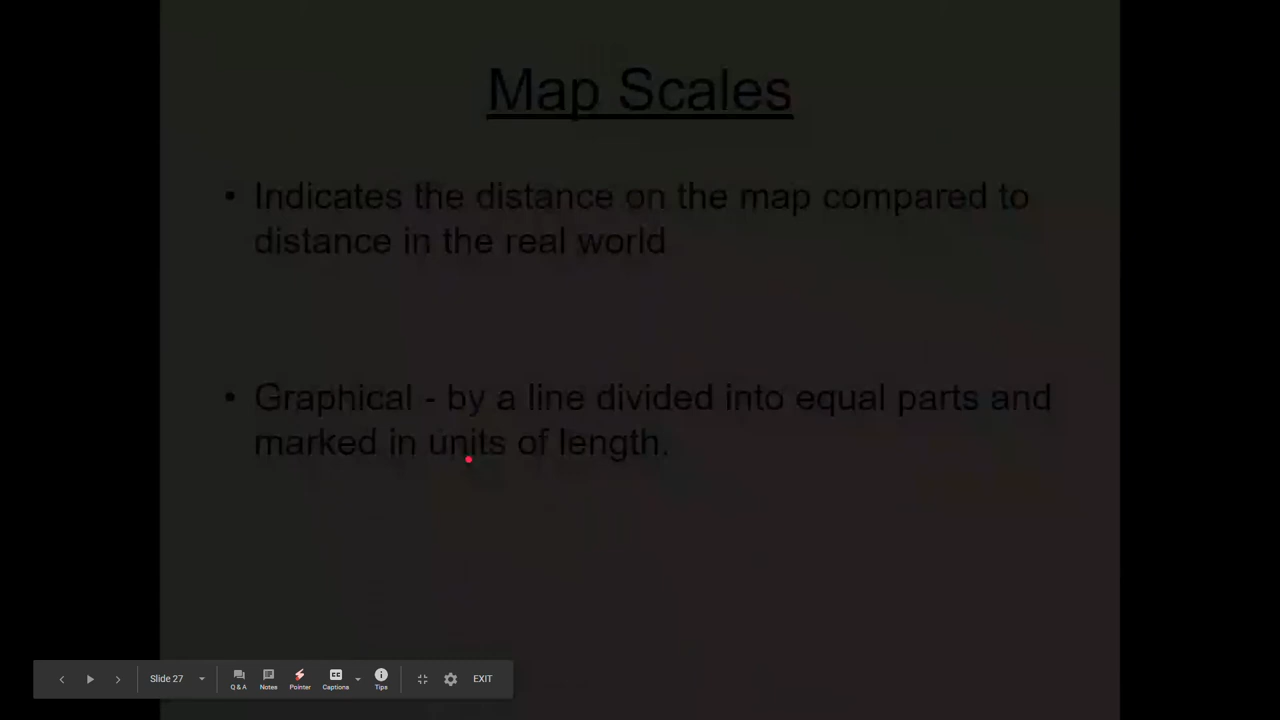 Map Scales
• Indicates the distance on the map compared to
distance in the real world
• Graphical - by a line divided into equal parts and
marked in units of length.
Slide 27
Q & A
Notes
Pointer
Captions
Tips
EXIT
CC